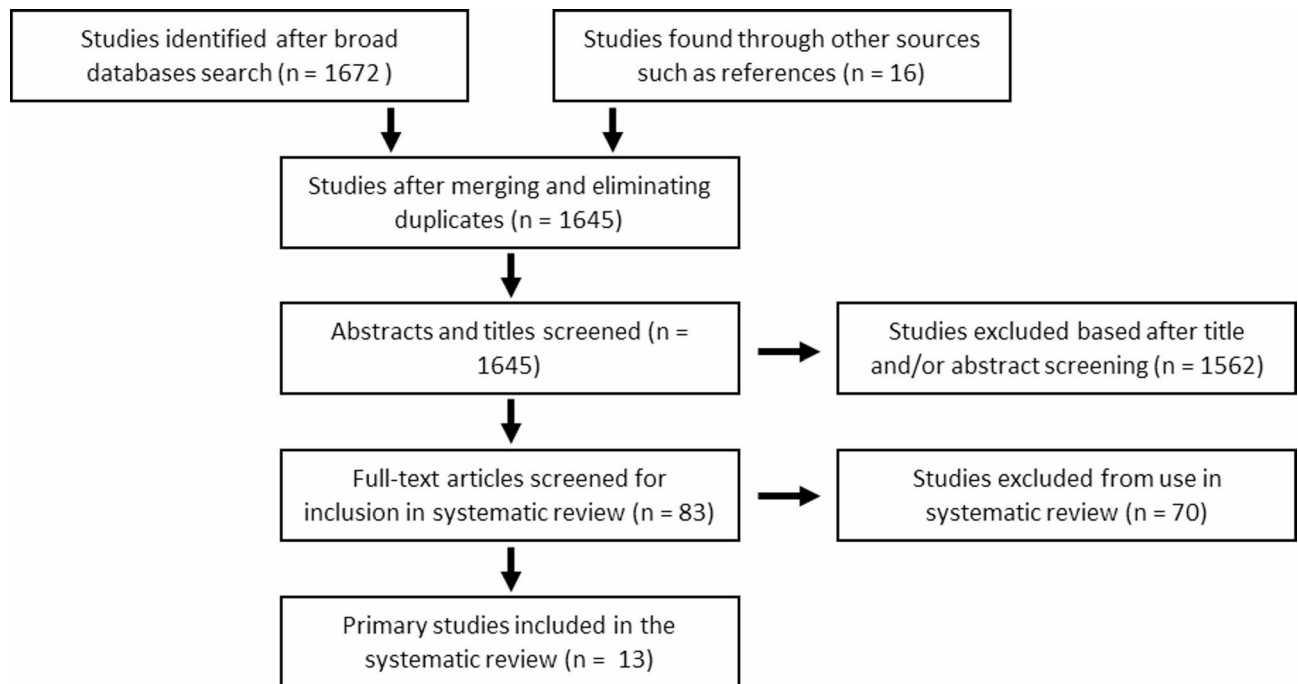 Studies identified after broad
databases search (n = 1672 )
Studies found through other sources
such as references (n = 16)
Studies after merging and eliminating
duplicates (n = 1645)
Abstracts and titles screened (n =
1645)
Studies excluded based after title
and/or abstract screening (n = 1562)
Full-text articles screened for
inclusion in systematic review (n = 83)
Studies excluded from use in
systematic review (n = 70)
Primary studies included in the
systematic review (n =  13)